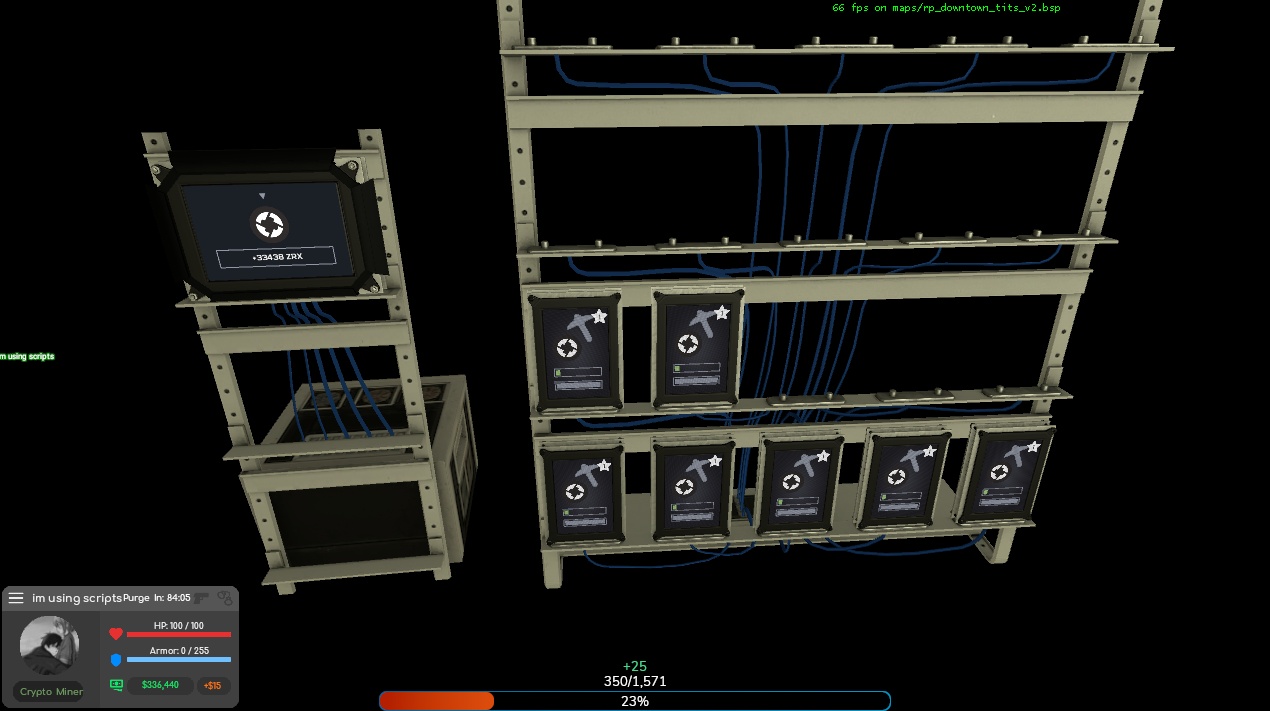 66 fps on maps/rp_downtown_tits_v2.bsp
+33438 ZRX
m using scripts
im using scripts Purge In: 84:05
HP: 100 / 100
Armor: 0 / 255
Crypto Miner
$336,440
+$15
+25
350/1,571
23%